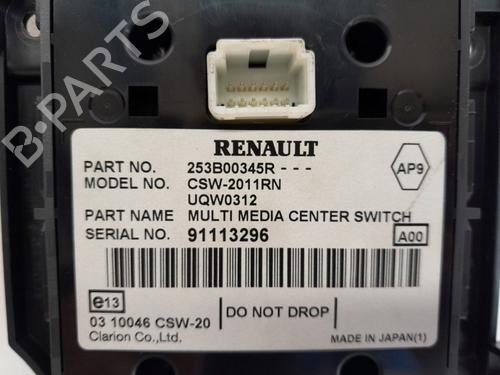 RENAULT
PART NO. 253B00345R - - -
MODEL NO. CSW-2011RN
UQW0312
PART NAME MULTI MEDIA CENTER SWITCH
SERIAL NO. 91113296
AP9
A00
e13
DO NOT DROP
03 10046 CSW-20
Clarion Co.,Ltd.
MADE IN JAPAN(1)
B-PARTS